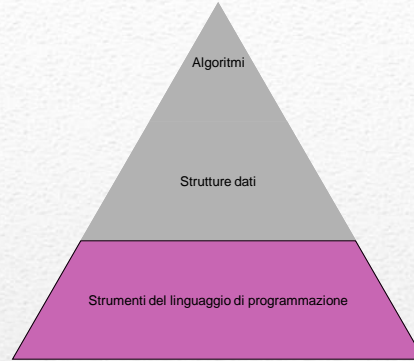 Algoritmi
Strutture dati
Strumenti del linguaggio di programmazione